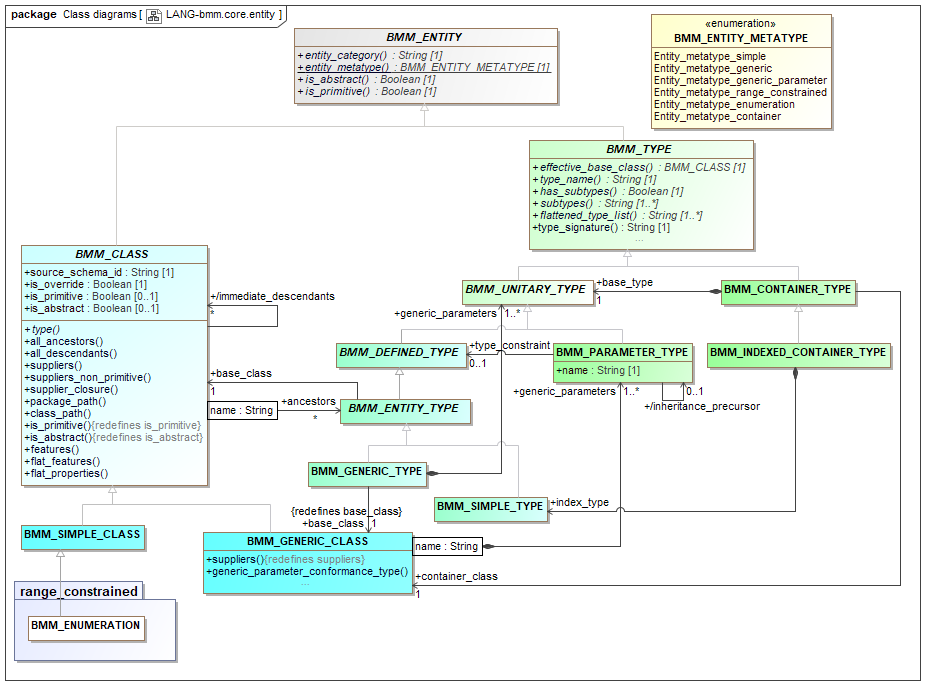 package Class diagrams [ LANG-bmm.core.entity ]
BMM_ENTITY
+entity_category() : String [1]
+entity_metatype() : BMM_ENTITY_METATYPE [1]
+is_abstract() : Boolean [1]
+is_primitive() : Boolean [1]
«enumeration»
BMM_ENTITY_METATYPE
Entity_metatype_simple
Entity_metatype_generic
Entity_metatype_generic_parameter
Entity_metatype_range_constrained
Entity_metatype_enumeration
Entity_metatype_container
BMM_TYPE
+effective_base_class() : BMM_CLASS [1]
+type_name() : String [1]
+has_subtypes() : Boolean [1]
+subtypes() : String [1..*]
+flattened_type_list() : String [1..*]
+type_signature() : String [1]
...
BMM_CLASS
+source_schema_id : String [1]
+is_override : Boolean [1]
+is_primitive : Boolean [0..1]
+is_abstract : Boolean [0..1]
+type()
+all_ancestors()
+all_descendants()
+suppliers()
+suppliers_non_primitive()
+supplier_closure()
+package_path()
+class_path()
+is_primitive(){redefines is_primitive}
+is_abstract(){redefines is_abstract}
+features()
+flat_features()
+flat_properties()
+/immediate_descendants
*
BMM_UNITARY_TYPE
+base_type
1
BMM_CONTAINER_TYPE
+generic_parameters
1..*
BMM_DEFINED_TYPE
+type_constraint
0..1
BMM_PARAMETER_TYPE
+name : String [1]
BMM_INDEXED_CONTAINER_TYPE
+base_class
1
+generic_parameters
1..*
0..1
+/inheritance_precursor
name : String
+ancestors
*
BMM_ENTITY_TYPE
BMM_GENERIC_TYPE
BMM_SIMPLE_TYPE
+index_type
{redefines base_class}
+base_class
1
BMM_SIMPLE_CLASS
BMM_GENERIC_CLASS
+suppliers(){redefines suppliers}
+generic_parameter_conformance_type()
...
name : String
+container_class
1
range_constrained
BMM_ENUMERATION